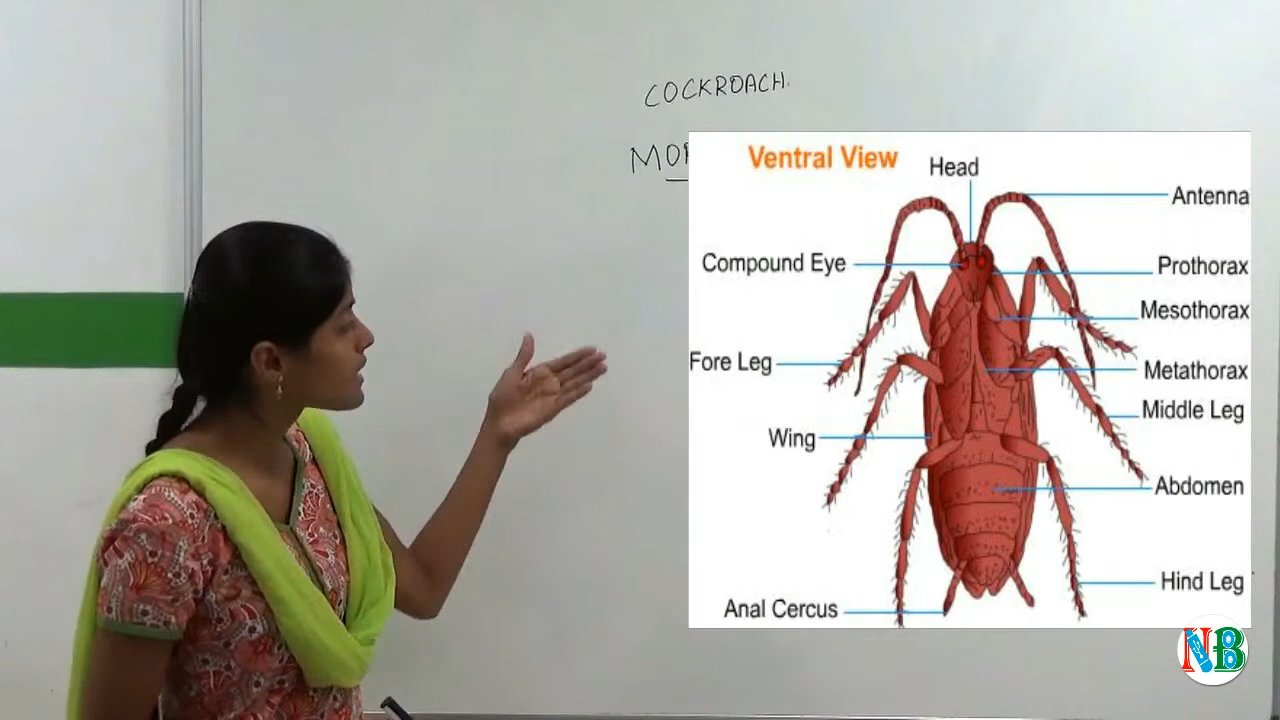 COCKROACH.
Ventral View
Head
Antenna
Compound Eye
Prothorax
Mesothorax
Fore Leg
Metathorax
Middle Leg
Wing
Abdomen
Hind Leg
Anal Cercus
NB